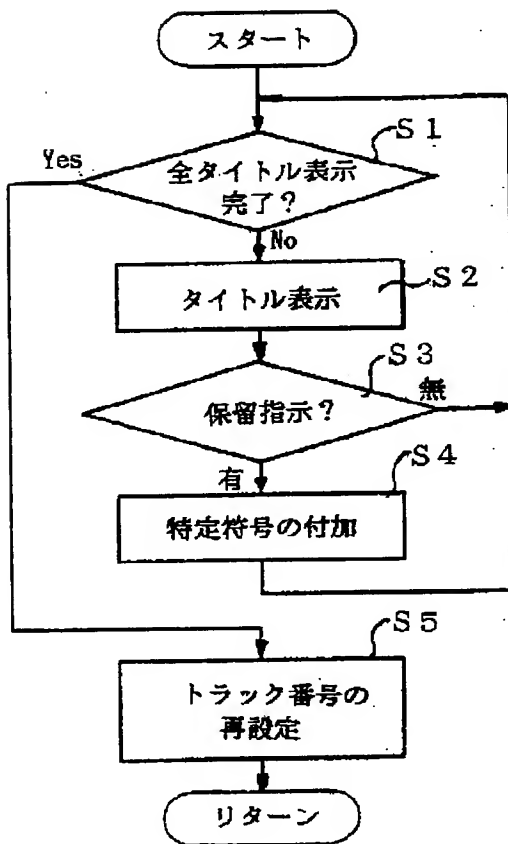 スタート
S1
Yes
全タイトル表示
完了？
No
S2
タイトル表示
S3
保留指示？
無
有
S4
特定符号の付加
S5
トラック番号の
再設定
リターン